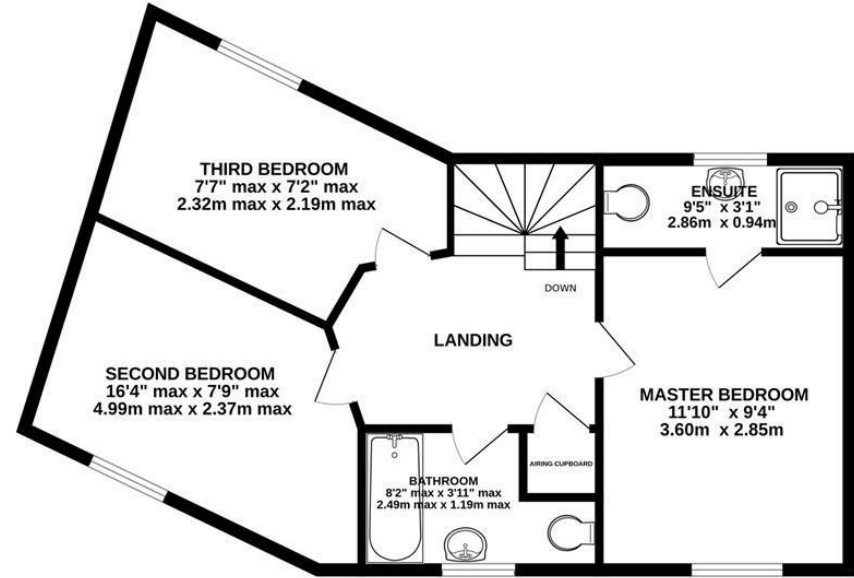 THIRD BEDROOM
7'7" max x 7'2" max
2.32m max x 2.19m max
ENSUITE
9'5" x 3'1"
2.86m x 0.94m
DOWN
LANDING
SECOND BEDROOM
16'4" max x 7'9" max
4.99m max x 2.37m max
MASTER BEDROOM
11'10" x 9'4"
3.60m x 2.85m
AIRING CUPBOARD
BATHROOM
8'2" max x 3'11" max
2.49m max x 1.19m max